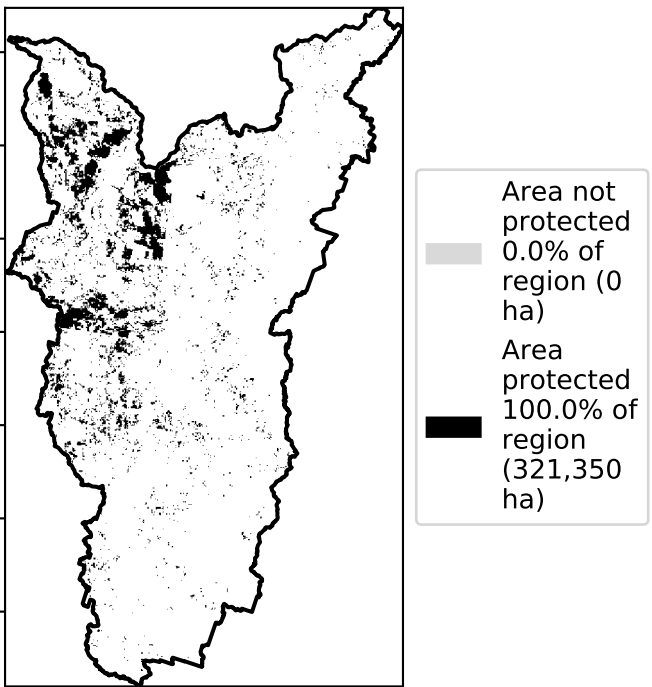 Area not
protected
0.0% of
region (0
ha)
Area
protected
100.0% of
region
(321,350
ha)